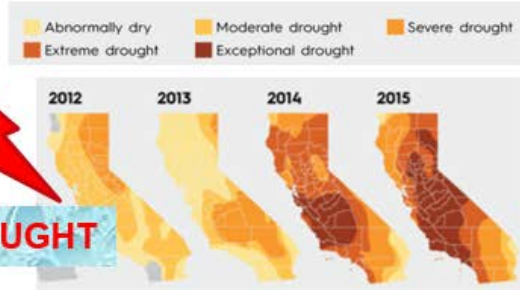 Abnormally dry Moderate drought Severe drought
Extreme drought Exceptional drought
2012 2013 2014 2015
UGHT